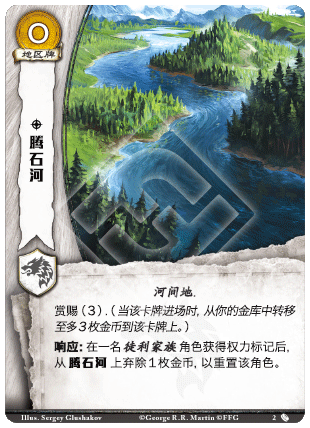 0
地区牌
腾石河
河间地.
赏赐（3）.（当该卡牌进场时, 从你的金库中转移
至多3枚金币到该卡牌上。）
响应: 在一名 徒利家族 角色获得权力标记后,
从 腾石河 上弃除1枚金币, 以重置该角色。
Illus. Sergey Glushakov
©George R.R. Martin ©FFG
2